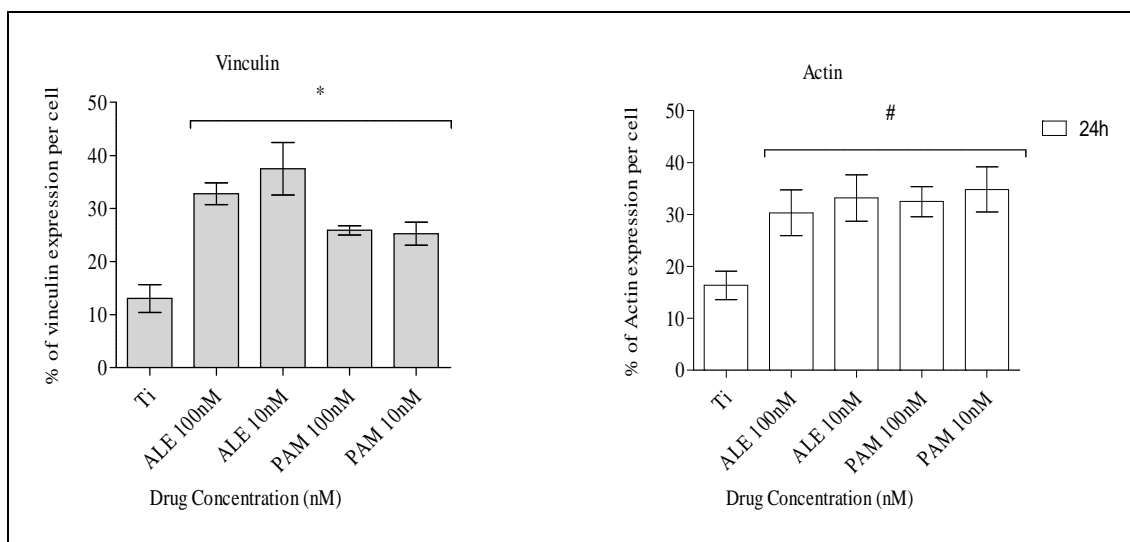 Vinculin
*
% of vinculin expression per cell
50
40
30
20
10
0
Ti
ALE 100nM
ALE 10nM
PAM 100nM
PAM 10nM
Drug Concentration (nM)
Actin
#
24h
% of Actin expression per cell
50
40
30
20
10
0
Ti
ALE 100nM
ALE 10nM
PAM 100nM
PAM 10nM
Drug Concentration (nM)